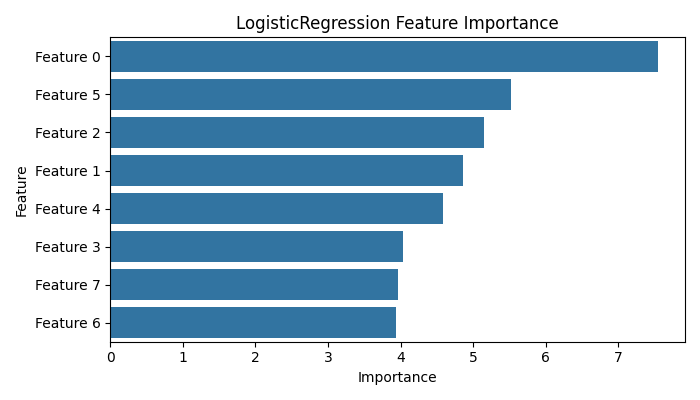 LogisticRegression Feature Importance
Feature 0
Feature 5
Feature 2
Feature 1
Feature 4
Feature 3
Feature 7
Feature 6
Feature
0 1 2 3 4 5 6 7
Importance